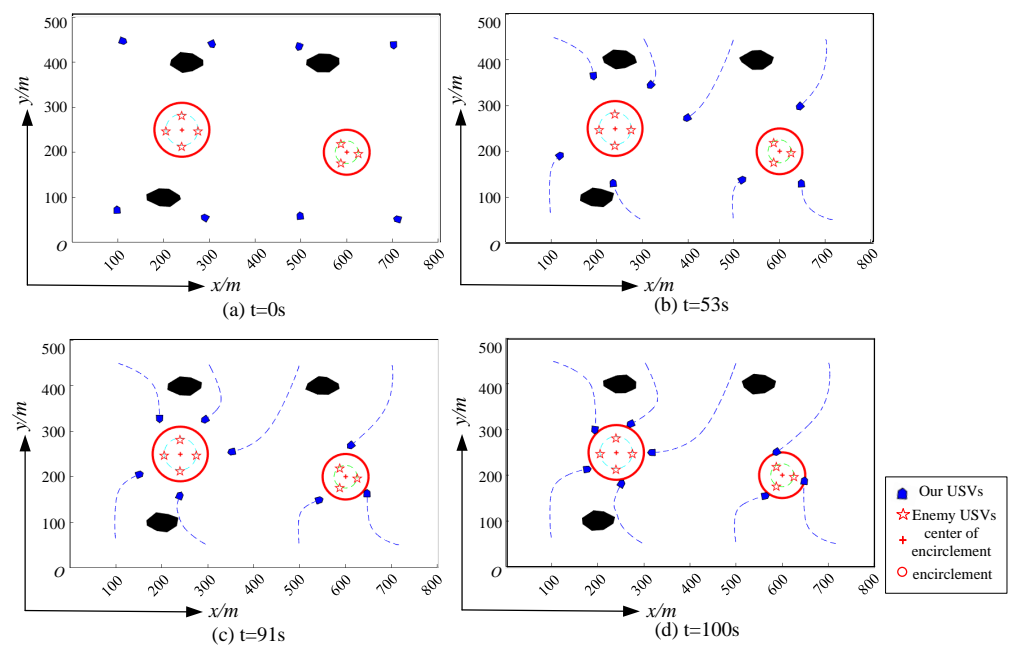 500
400
300
200
100
O
y/m
100
200
300
400
500
600
700
800
x/m
(a) t=0s
500
400
300
200
100
O
y/m
100
200
300
400
500
600
700
800
x/m
(b) t=53s
500
400
300
200
100
O
y/m
100
200
300
400
500
600
700
800
x/m
(c) t=91s
500
400
300
200
100
O
y/m
100
200
300
400
500
600
700
800
x/m
(d) t=100s
Our USVs
Enemy USVs
center of
encirclement
encirclement